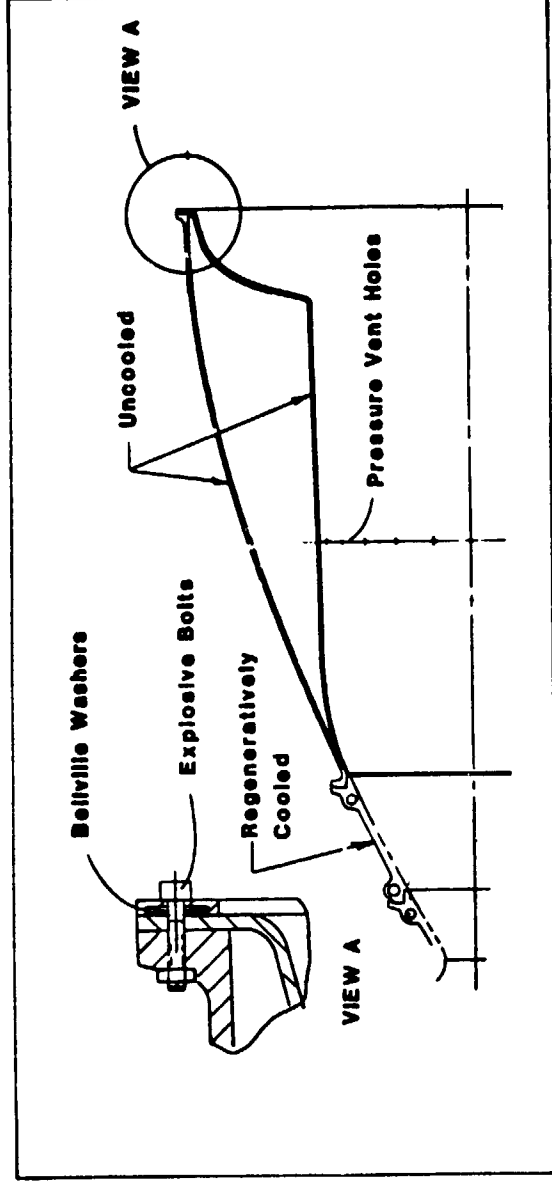 VIEW A
Uncooled
Pressure Vent Holes
Bellville Washers
Explosive Bolts
Regeneratively
Cooled
VIEW A